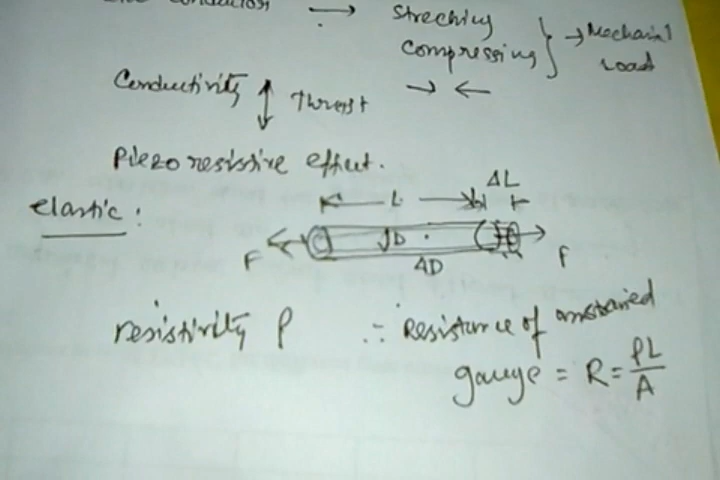 → streching
compressing } → Mechanical Load
Conductivity ↕ Thrust → ←
Piezo resistive effect.
elastic :
L ΔL
F D F
ΔD
resistivity ρ ∴ Resistance of unstrained
gauge = R = ρL/A